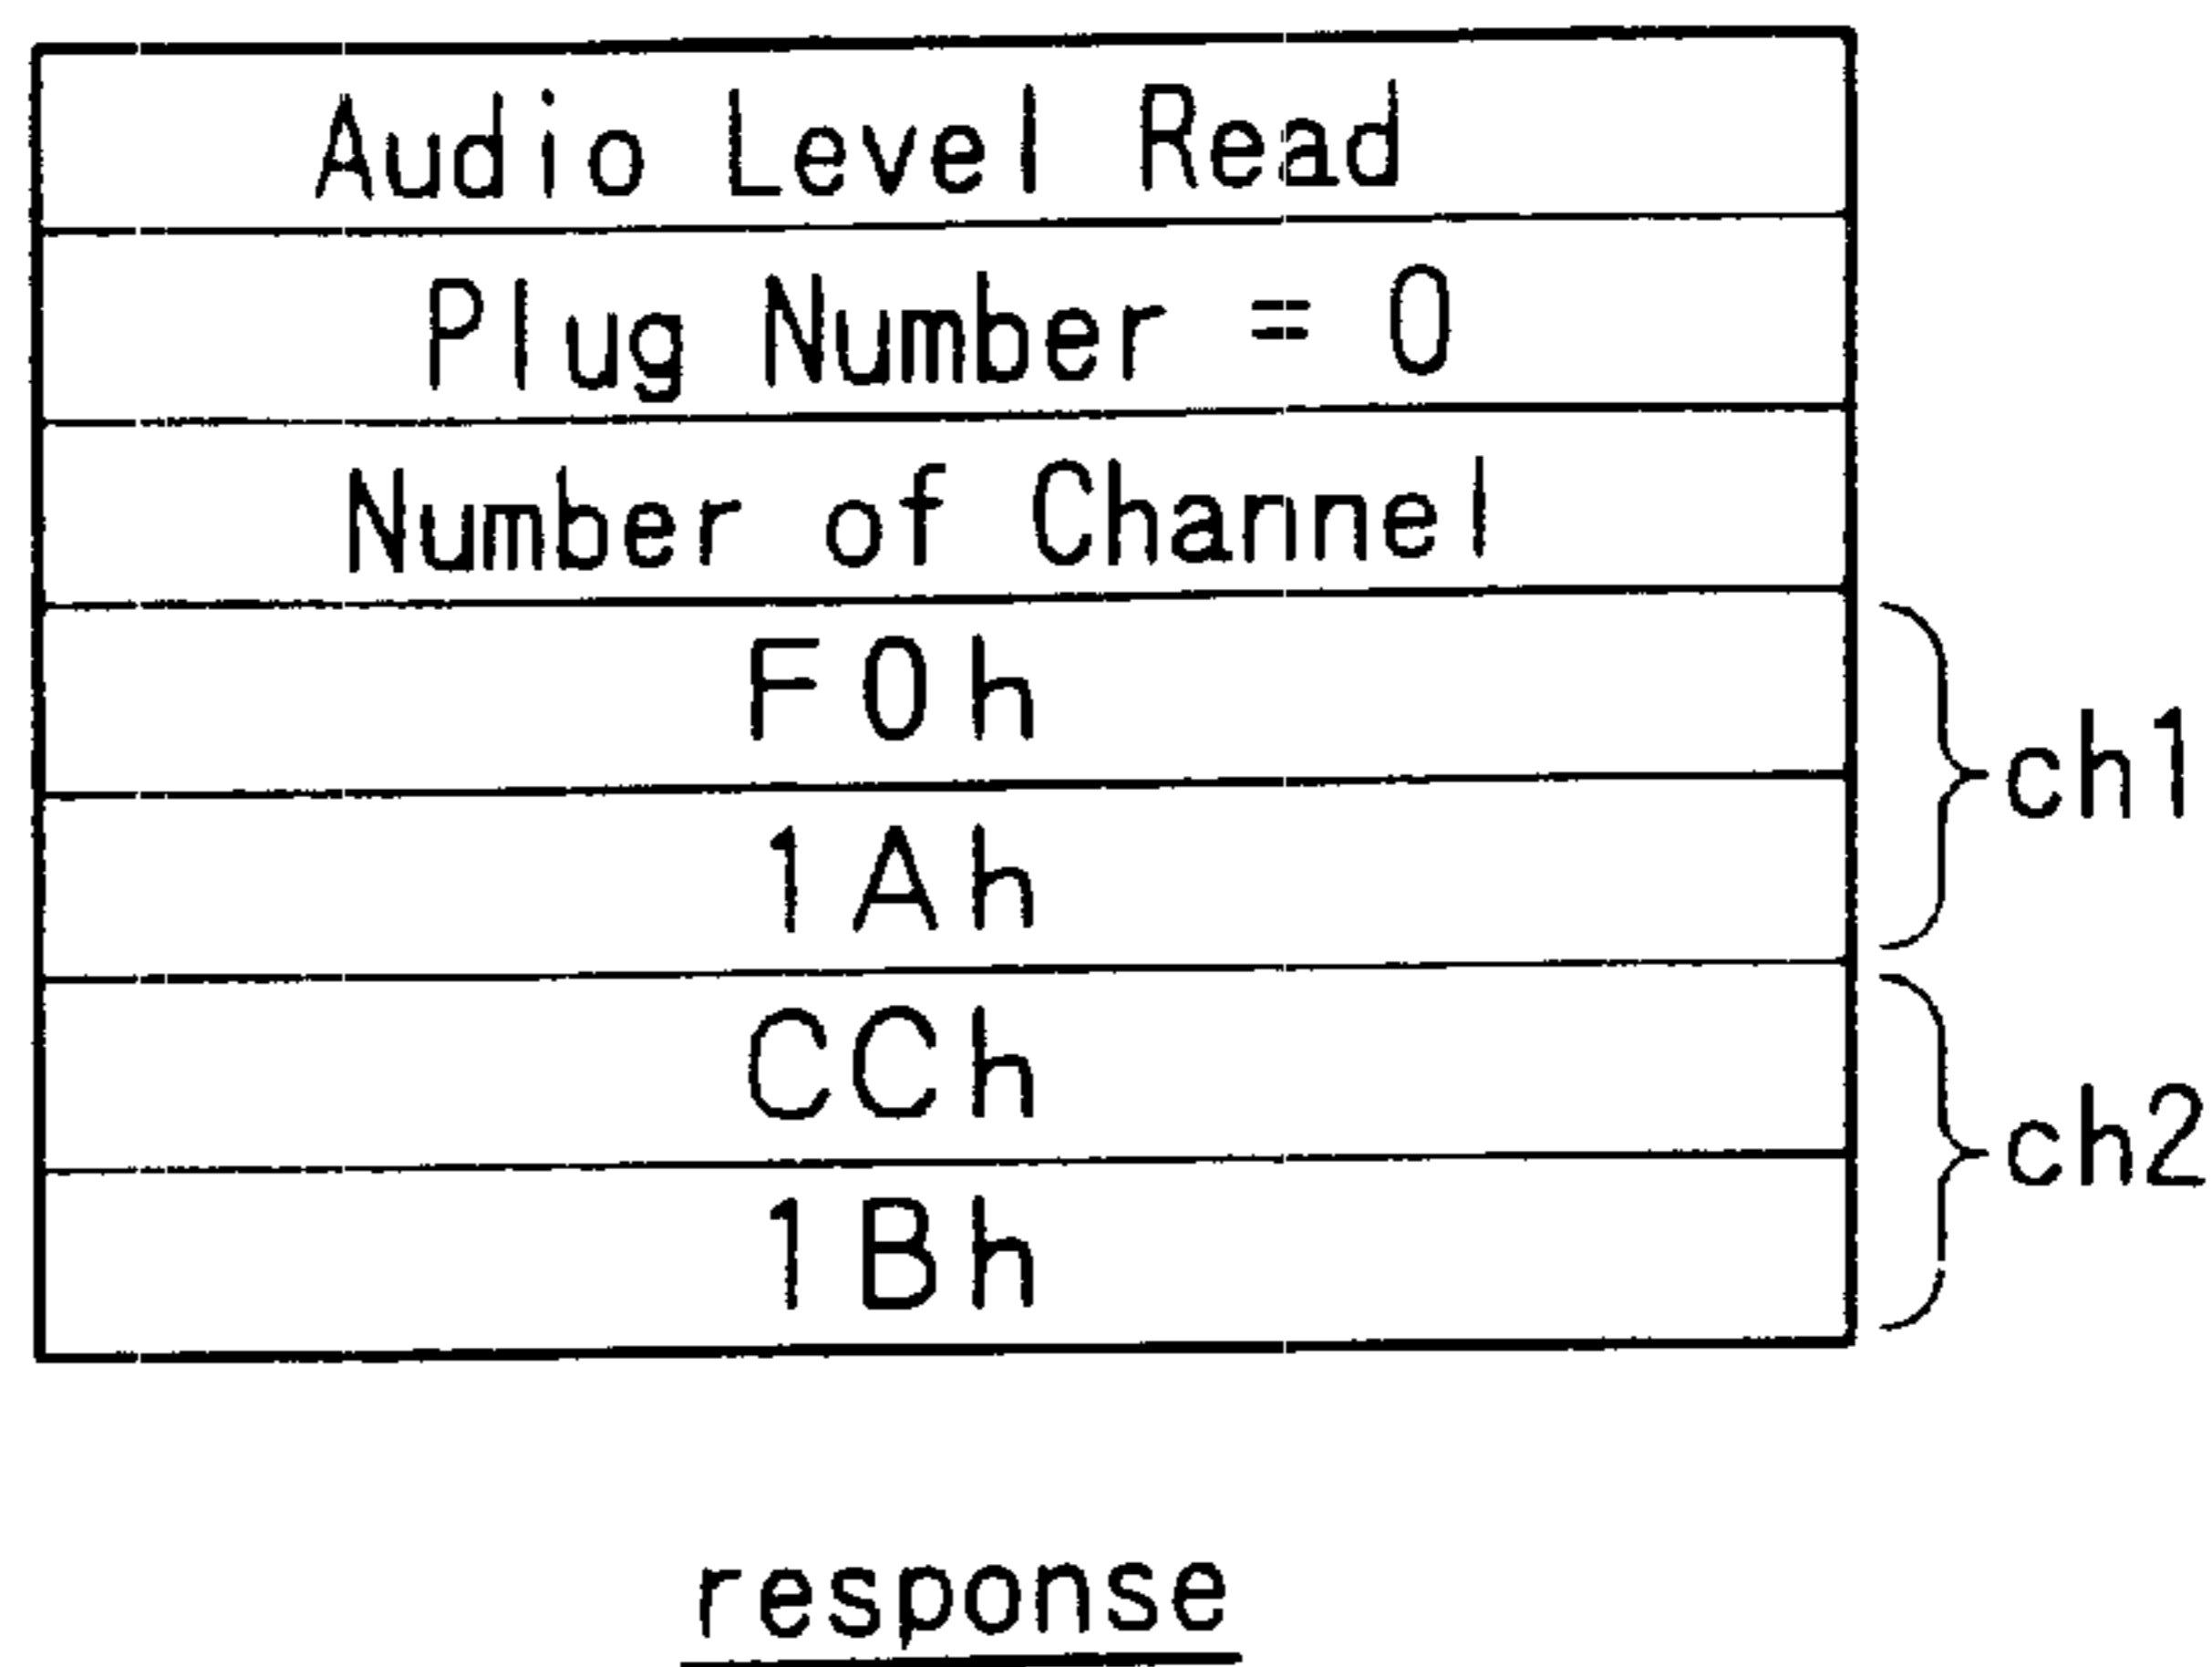 Audio Level Read
Plug Number = 0
Number of Channel
F0h
1Ah
ch1
CCh
1Bh
ch2
response